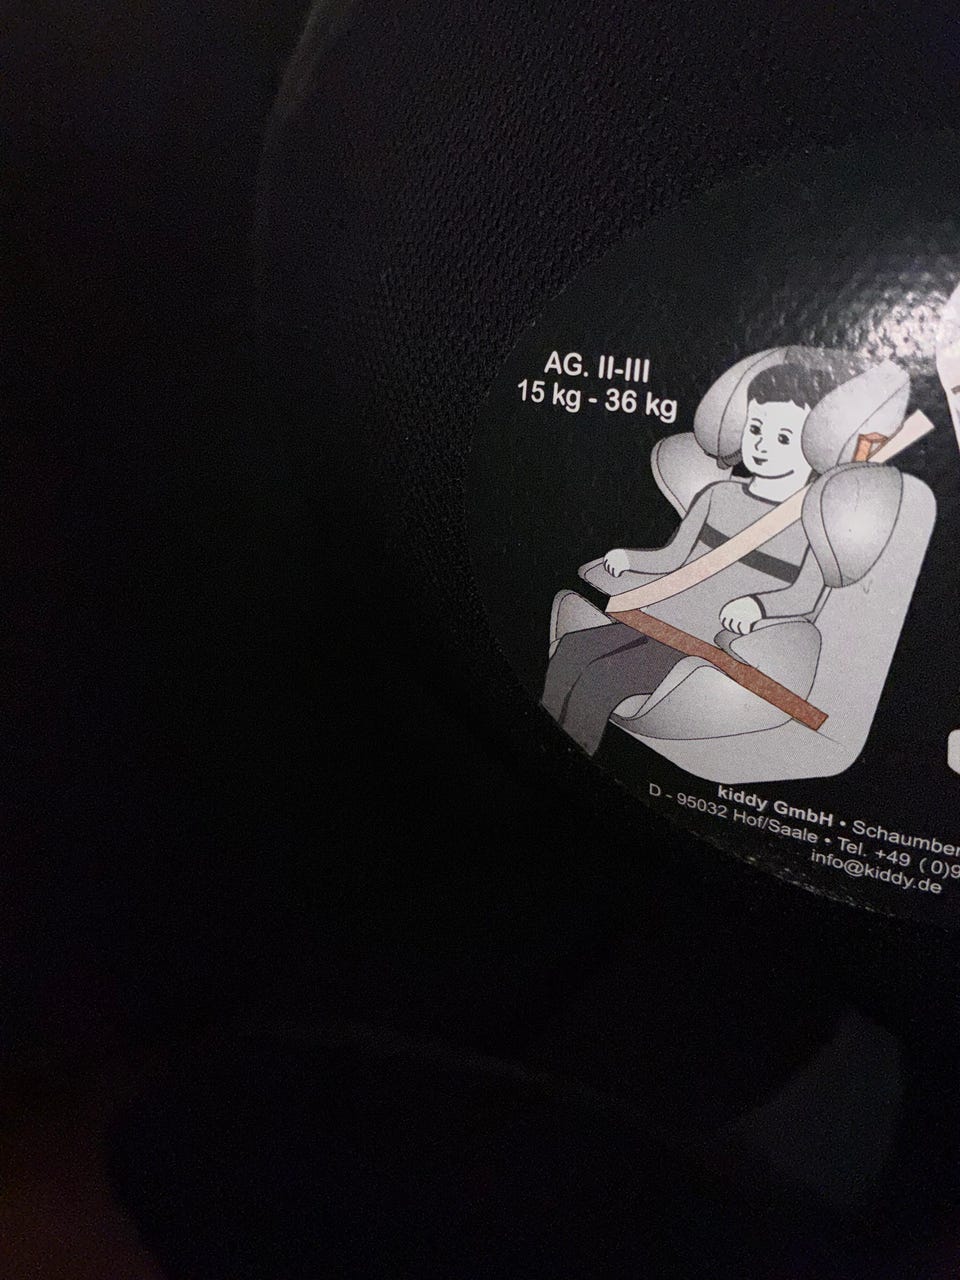 AG. II-III
15 kg - 36 kg
kiddy GmbH • Schaumber
D - 95032 Hof/Saale • Tel. +49 (0)9
info@kiddy.de